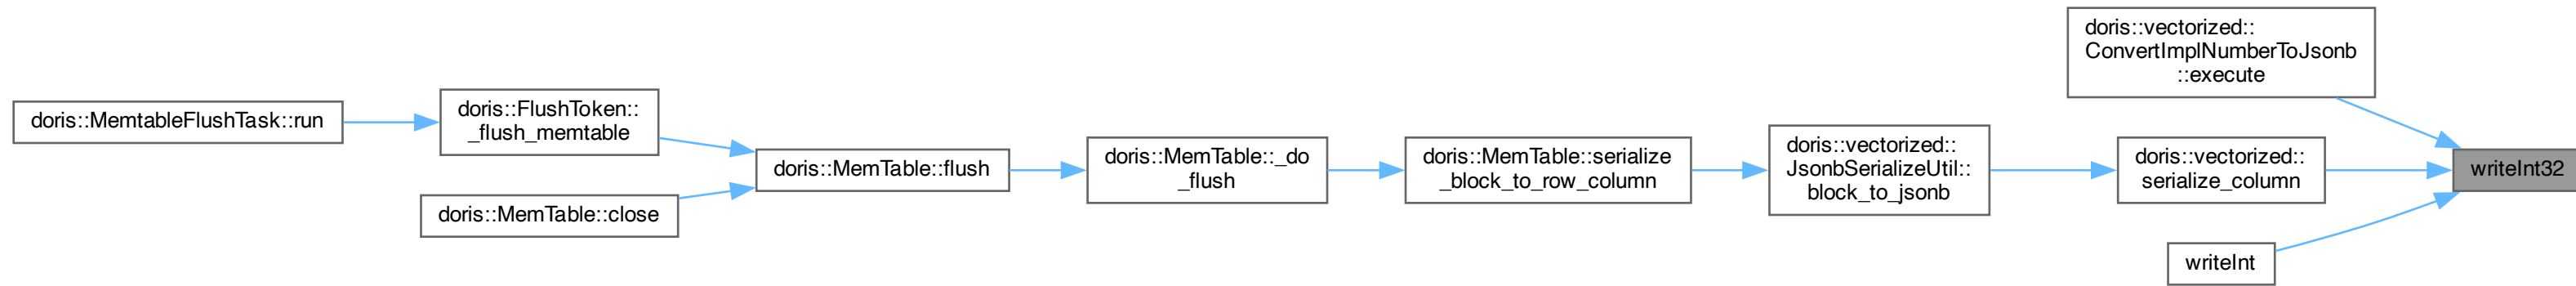 doris::MemtableFlushTask::run
doris::FlushToken::
_flush_memtable
doris::MemTable::close
doris::MemTable::flush
doris::MemTable::_do
_flush
doris::MemTable::serialize
_block_to_row_column
doris::vectorized::
JsonbSerializeUtil::
block_to_jsonb
doris::vectorized::
ConvertImplNumberToJsonb
::execute
doris::vectorized::
serialize_column
writeInt
writeInt32